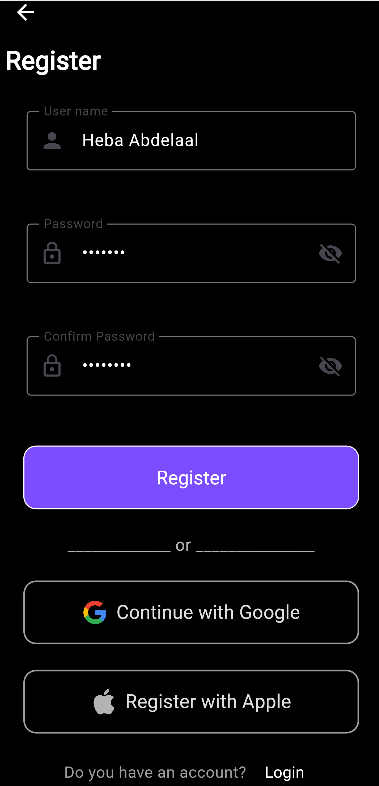 Register
User name
Heba Abdelaal
Password
•••••••
Confirm Password
••••••••
Register
_____________ or _______________
Continue with Google
Register with Apple
Do you have an account? Login